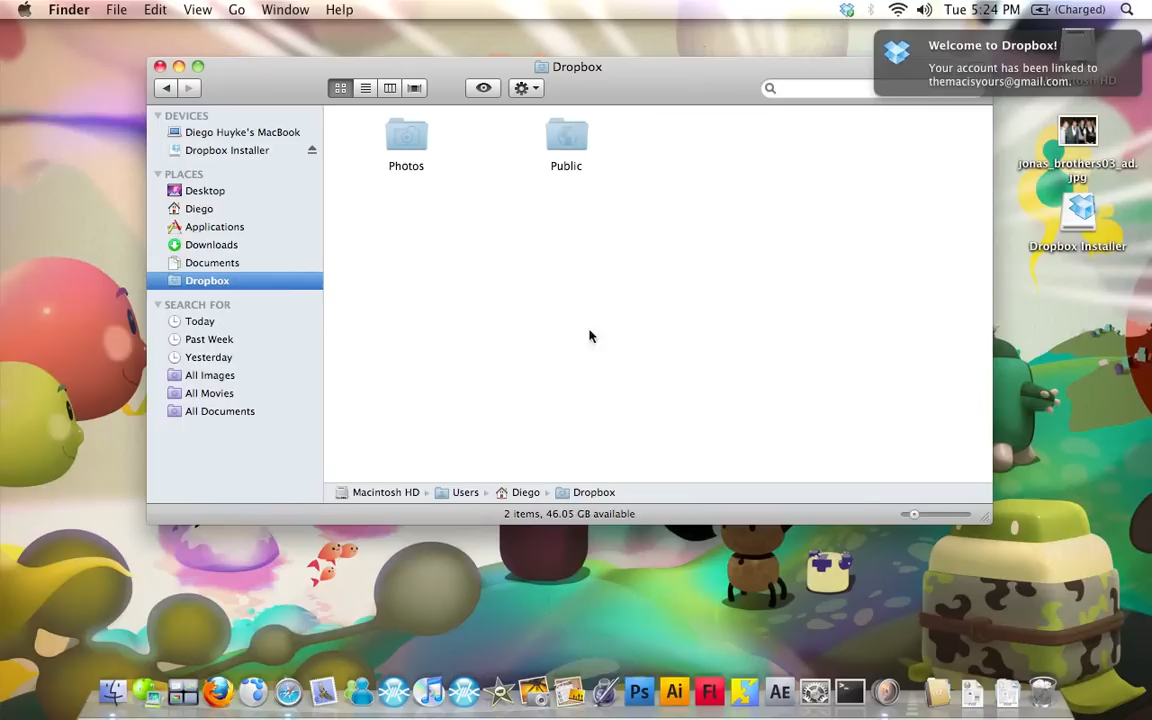 Finder File Edit View Go Window Help
Tue 5:24 PM (Charged)
Dropbox
Welcome to Dropbox!
Your account has been linked to
themacisyours@gmail.com.
DEVICES
Diego Huyke's MacBook
Dropbox Installer
PLACES
Desktop
Diego
Applications
Downloads
Documents
Dropbox
SEARCH FOR
Today
Past Week
Yesterday
All Images
All Movies
All Documents
Photos
Public
jonas_brothers03_ad.
jpg
Dropbox Installer
Macintosh HD Users Diego Dropbox
2 items, 46.05 GB available
Ps Ai Fl AE